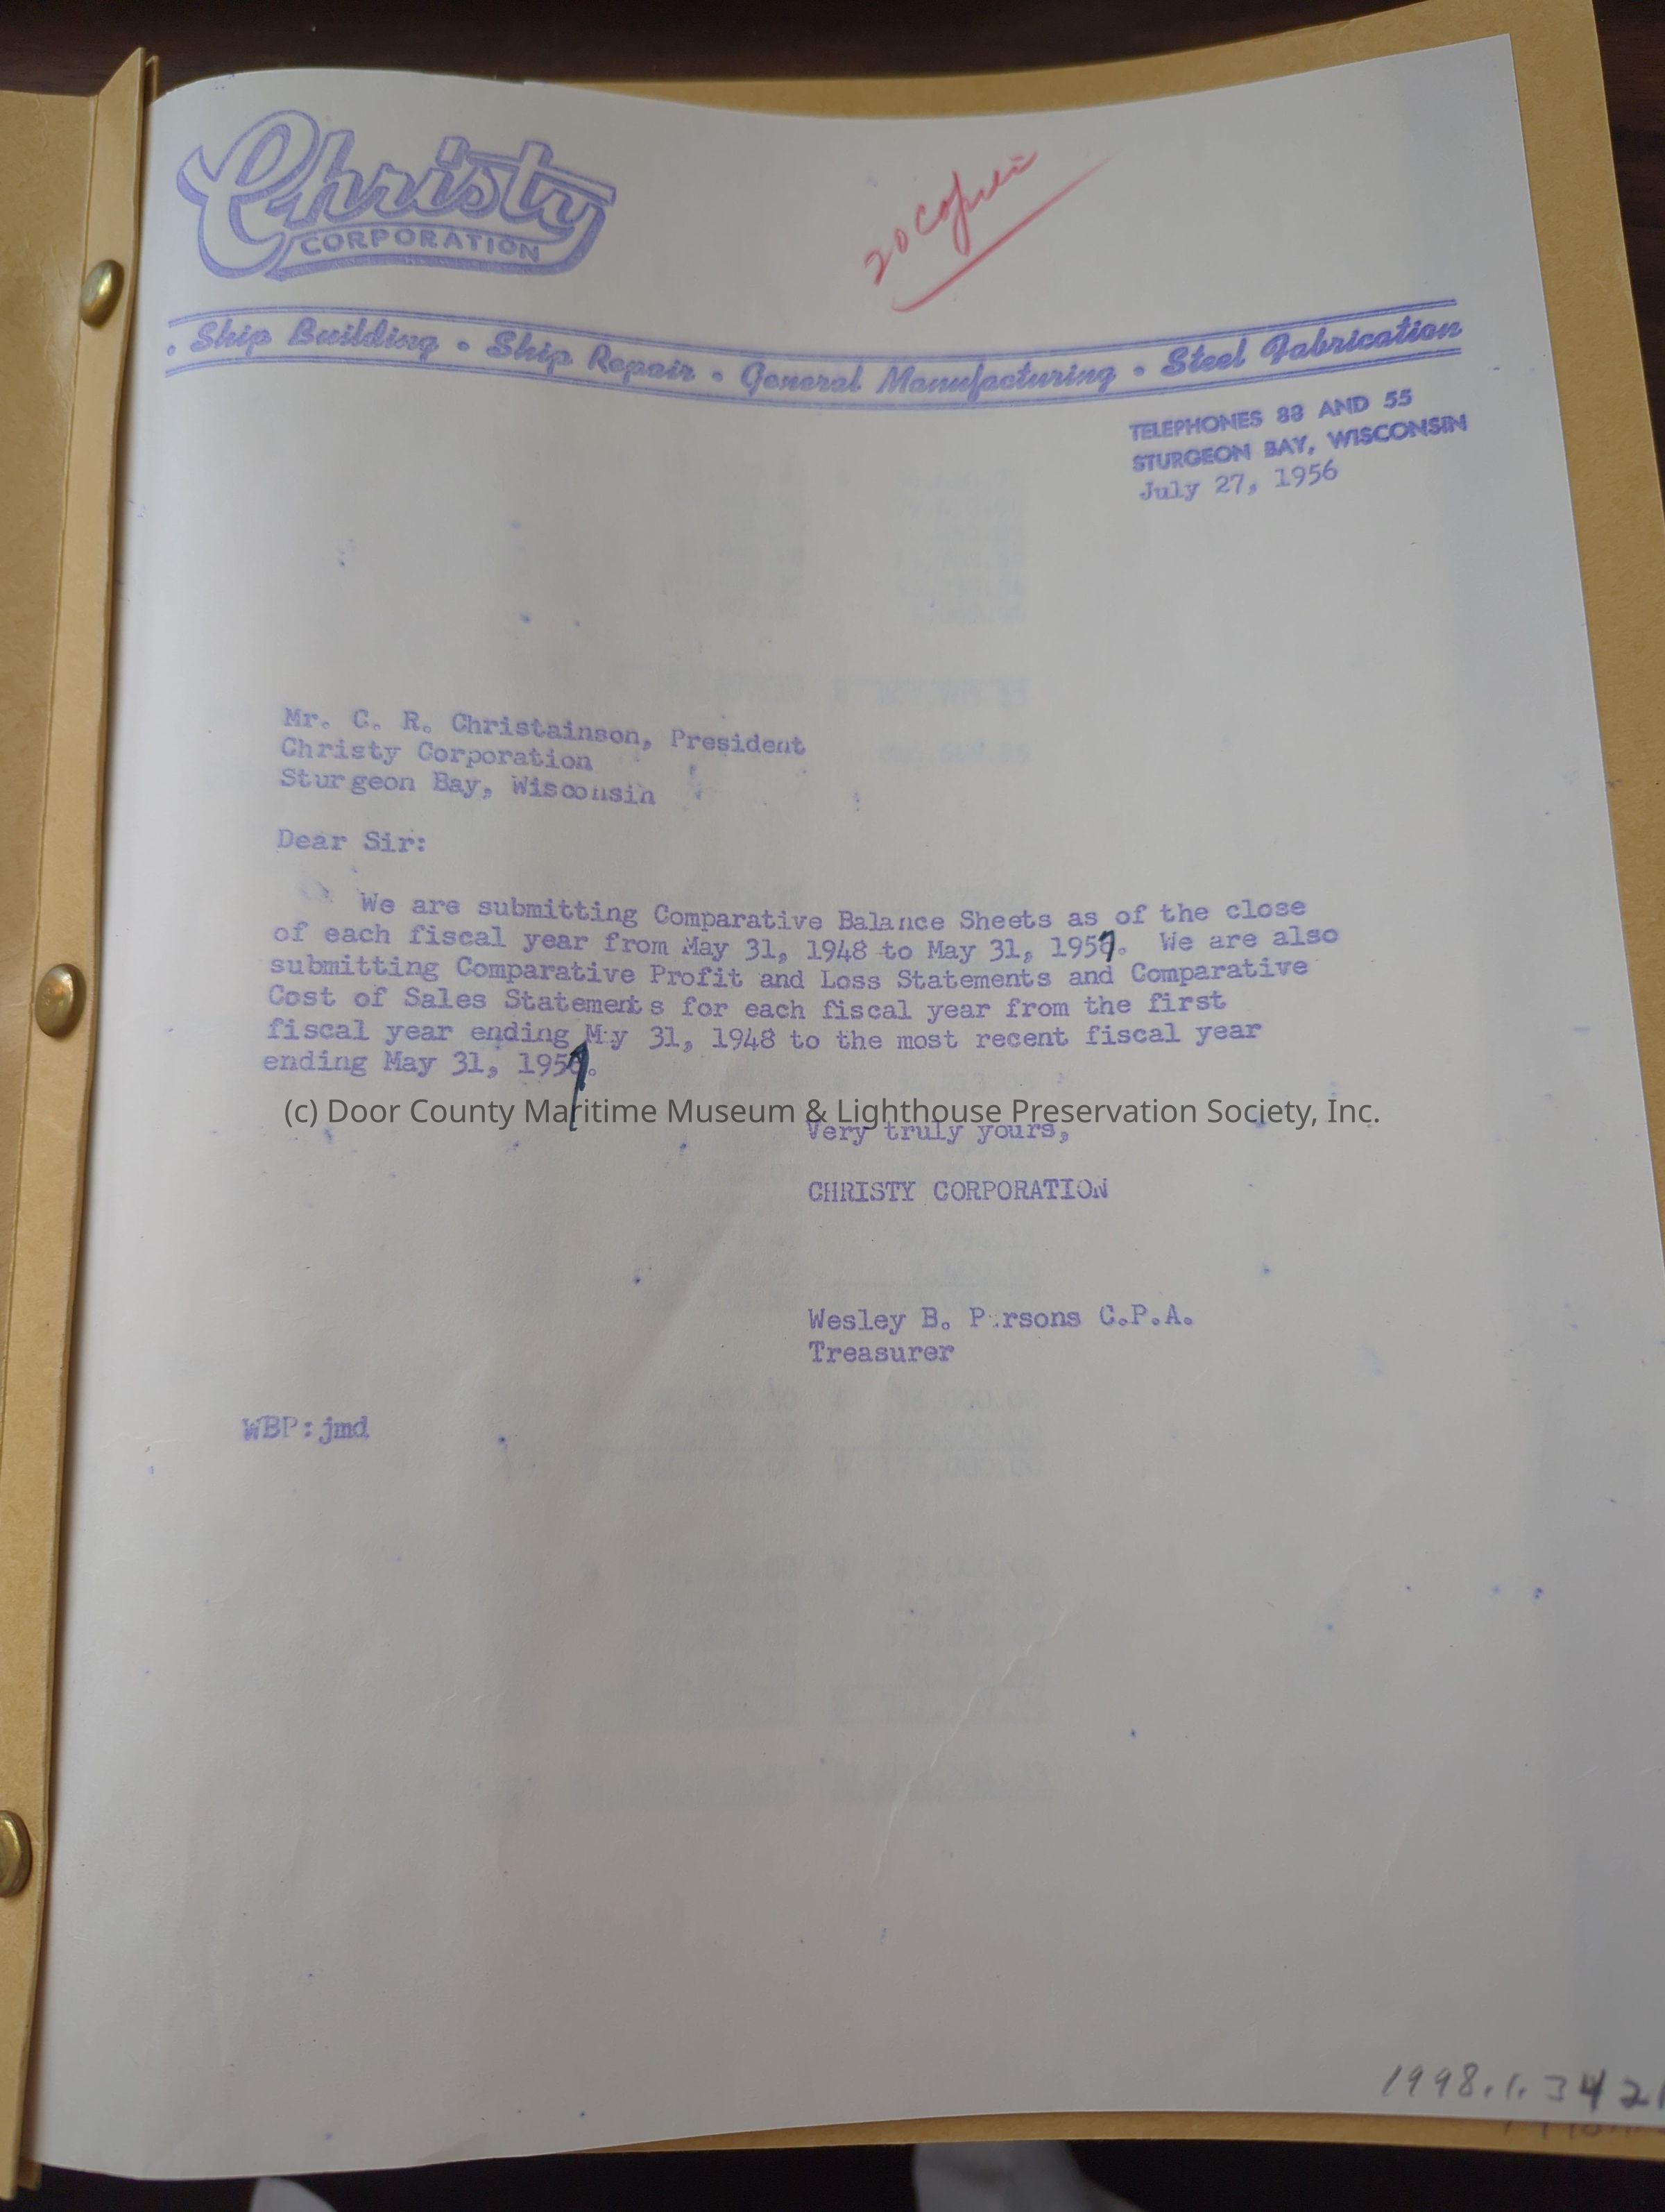 Christy
CORPORATION
20 copies
• Ship Building • Ship Repair • General Manufacturing • Steel Fabrication
TELEPHONES 88 AND 55
STURGEON BAY, WISCONSIN
July 27, 1956
Mr. C. R. Christainson, President
Christy Corporation
Sturgeon Bay, Wisconsin
Dear Sir:
We are submitting Comparative Balance Sheets as of the close
of each fiscal year from May 31, 1948 to May 31, 1957. We are also
submitting Comparative Profit and Loss Statements and Comparative
Cost of Sales Statements for each fiscal year from the first
fiscal year ending May 31, 1948 to the most recent fiscal year
ending May 31, 1957.
(c) Door County Maritime Museum & Lighthouse Preservation Society, Inc.
Very truly yours,
CHRISTY CORPORATION
Wesley B. Parsons C.P.A.
Treasurer
WBP:jmd
1998.1.3421